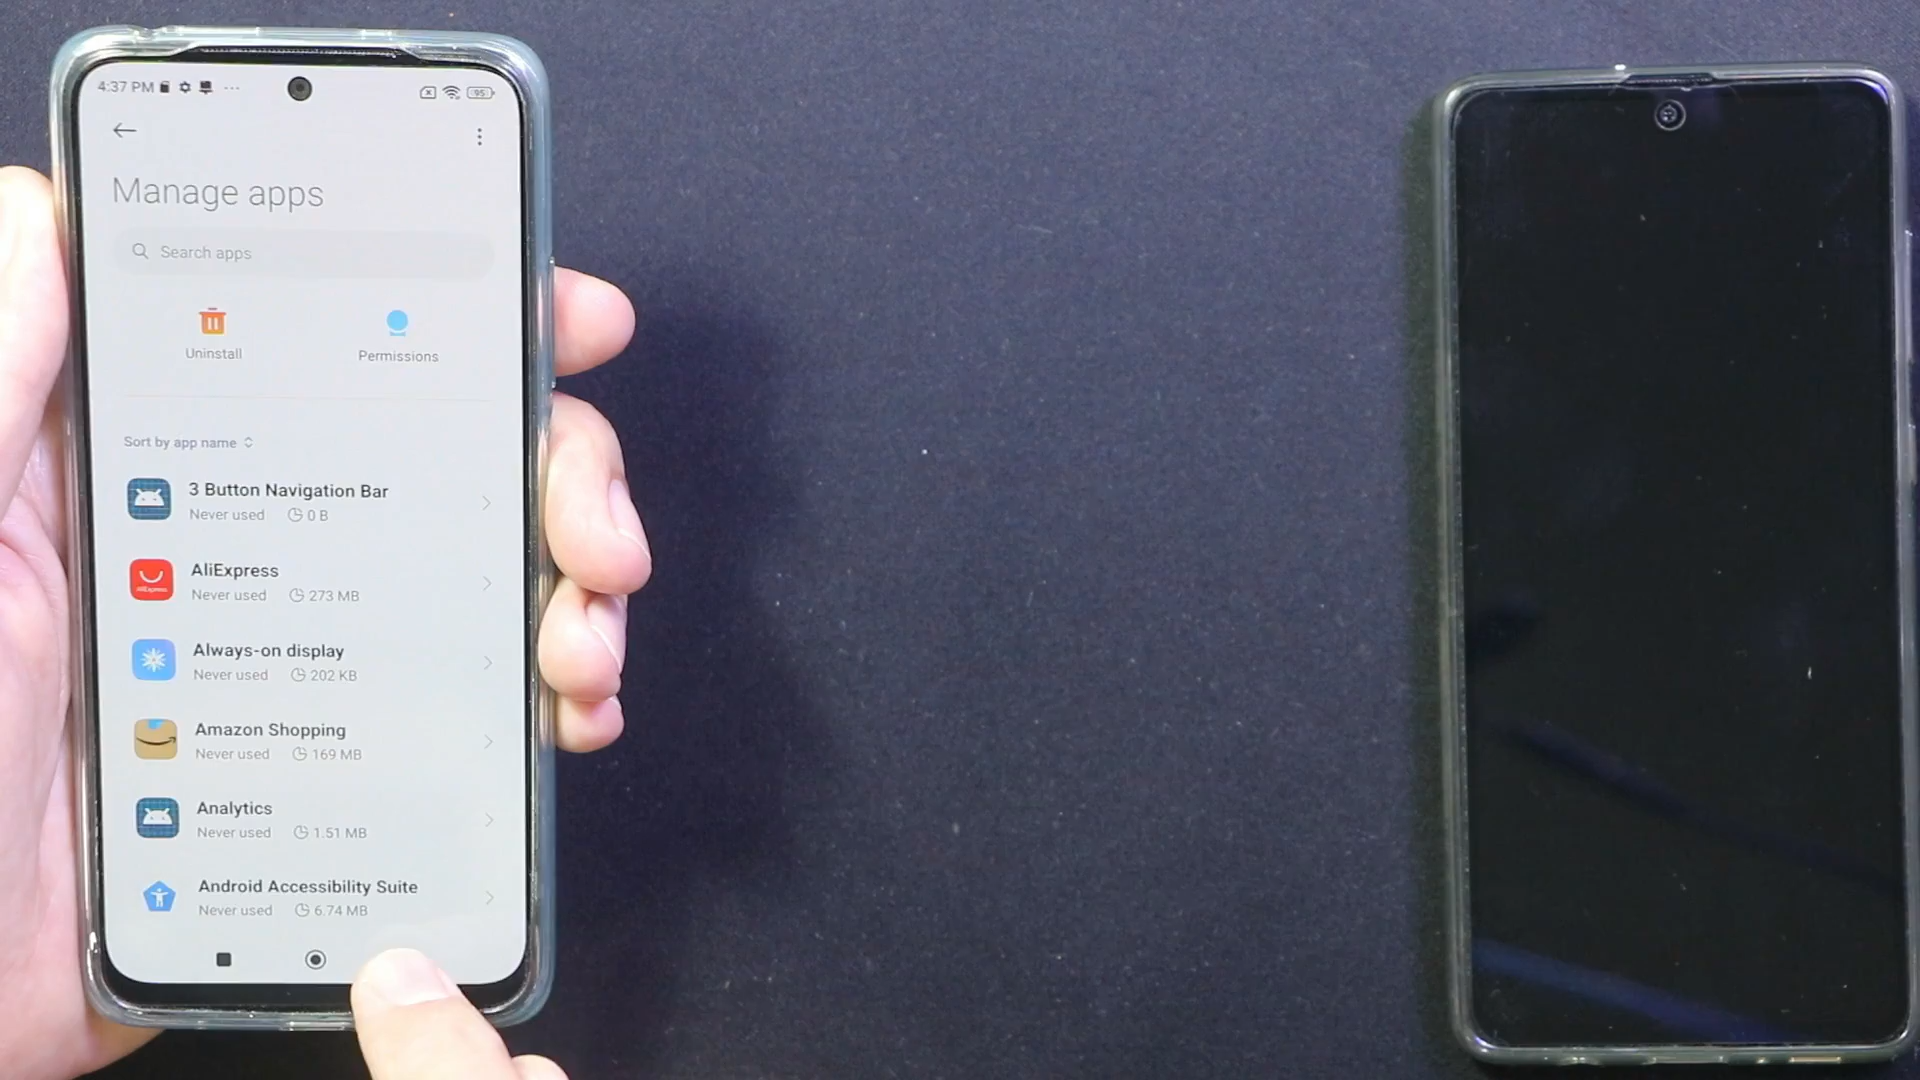 4:37 PM
95
Manage apps
Search apps
Uninstall
Permissions
Sort by app name
3 Button Navigation Bar
Never used 0 B
AliExpress
AliExpress
Never used 273 MB
Always-on display
Never used 202 KB
Amazon Shopping
Never used 169 MB
Analytics
Never used 1.51 MB
Android Accessibility Suite
Never used 6.74 MB